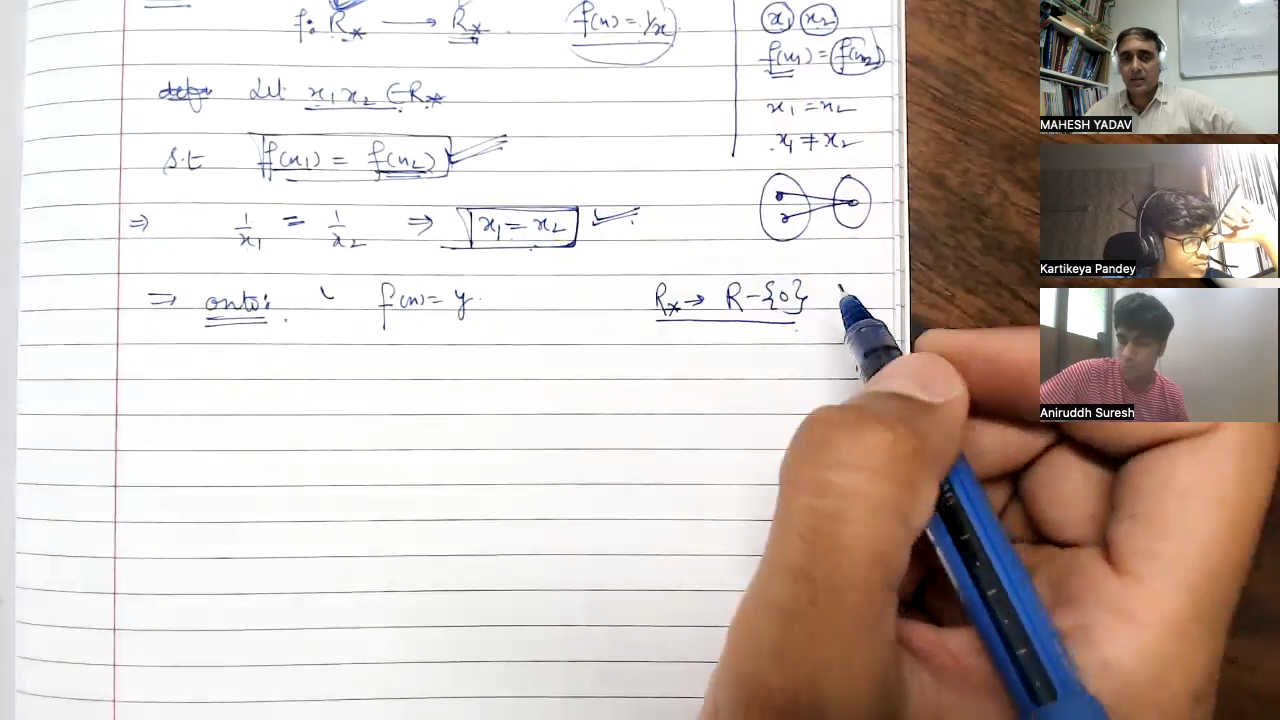 f: R* → R* f(x) = 1/x
Let x1 x2 ∈ R*
S.t f(x1) = f(x2)
⇒ 1/x1 = 1/x2 ⇒ x1 = x2
⇒ onto: f(x) = y. R* → R-{0}
x1 x2
f(x1) = f(x2)
x1 = x2
x1 ≠ x2
MAHESH YADAV
Kartikeya Pandey
Aniruddh Suresh